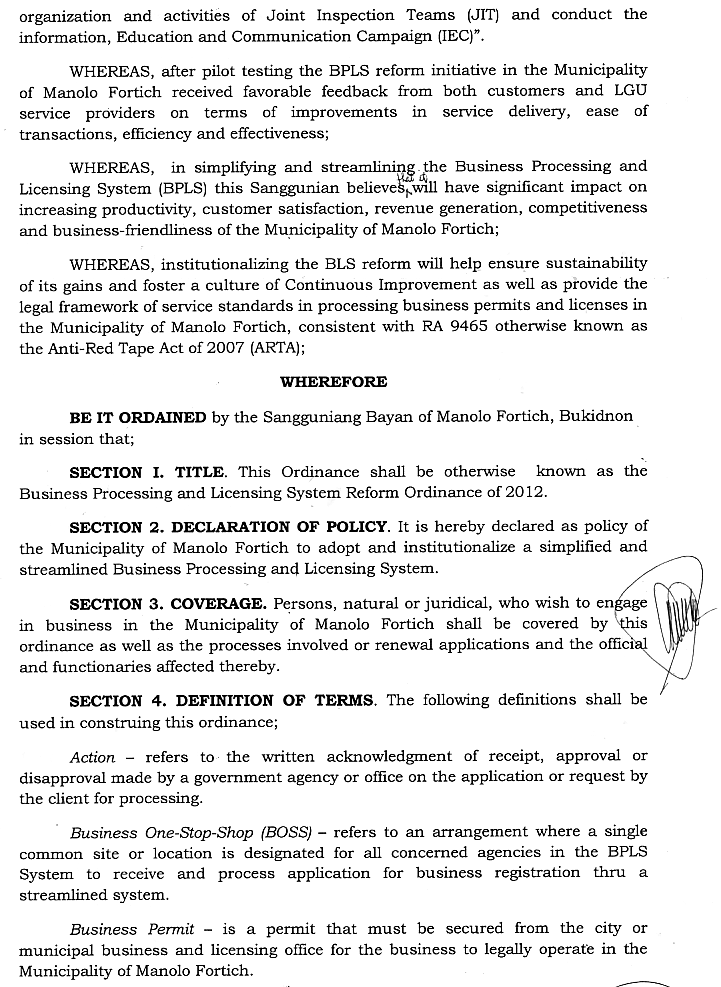 organization and activities of Joint Inspection Teams (JIT) and conduct the
information, Education and Communication Campaign (IEC)".
WHEREAS, after pilot testing the BPLS reform initiative in the Municipality
of Manolo Fortich received favorable feedback from both customers and LGU
service providers on terms of improvements in service delivery, ease of
transactions, efficiency and effectiveness;
WHEREAS, in simplifying and streamlining the Business Processing and
Licensing System (BPLS) this Sanggunian believes will have significant impact on
increasing productivity, customer satisfaction, revenue generation, competitiveness
and business-friendliness of the Municipality of Manolo Fortich;
WHEREAS, institutionalizing the BLS reform will help ensure sustainability
of its gains and foster a culture of Continuous Improvement as well as provide the
legal framework of service standards in processing business permits and licenses in
the Municipality of Manolo Fortich, consistent with RA 9465 otherwise known as
the Anti-Red Tape Act of 2007 (ARTA);
WHEREFORE
BE IT ORDAINED by the Sangguniang Bayan of Manolo Fortich, Bukidnon
in session that;
SECTION I. TITLE. This Ordinance shall be otherwise known as the
Business Processing and Licensing System Reform Ordinance of 2012.
SECTION 2. DECLARATION OF POLICY. It is hereby declared as policy of
the Municipality of Manolo Fortich to adopt and institutionalize a simplified and
streamlined Business Processing and Licensing System.
SECTION 3. COVERAGE. Persons, natural or juridical, who wish to engage
in business in the Municipality of Manolo Fortich shall be covered by this
ordinance as well as the processes involved or renewal applications and the official
and functionaries affected thereby.
SECTION 4. DEFINITION OF TERMS. The following definitions shall be
used in construing this ordinance;
Action – refers to the written acknowledgment of receipt, approval or
disapproval made by a government agency or office on the application or request by
the client for processing.
Business One-Stop-Shop (BOSS) – refers to an arrangement where a single
common site or location is designated for all concerned agencies in the BPLS
System to receive and process application for business registration thru a
streamlined system.
Business Permit – is a permit that must be secured from the city or
municipal business and licensing office for the business to legally operate in the
Municipality of Manolo Fortich.